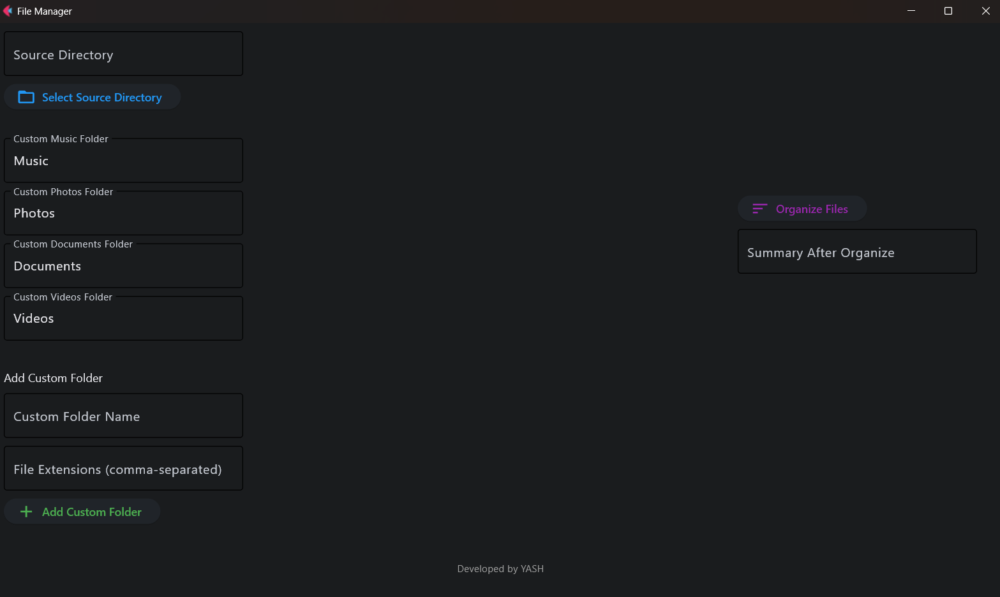 File Manager
Source Directory
Select Source Directory
Custom Music Folder
Music
Custom Photos Folder
Photos
Custom Documents Folder
Documents
Custom Videos Folder
Videos
Add Custom Folder
Custom Folder Name
File Extensions (comma-separated)
Add Custom Folder
Organize Files
Summary After Organize
Developed by YASH